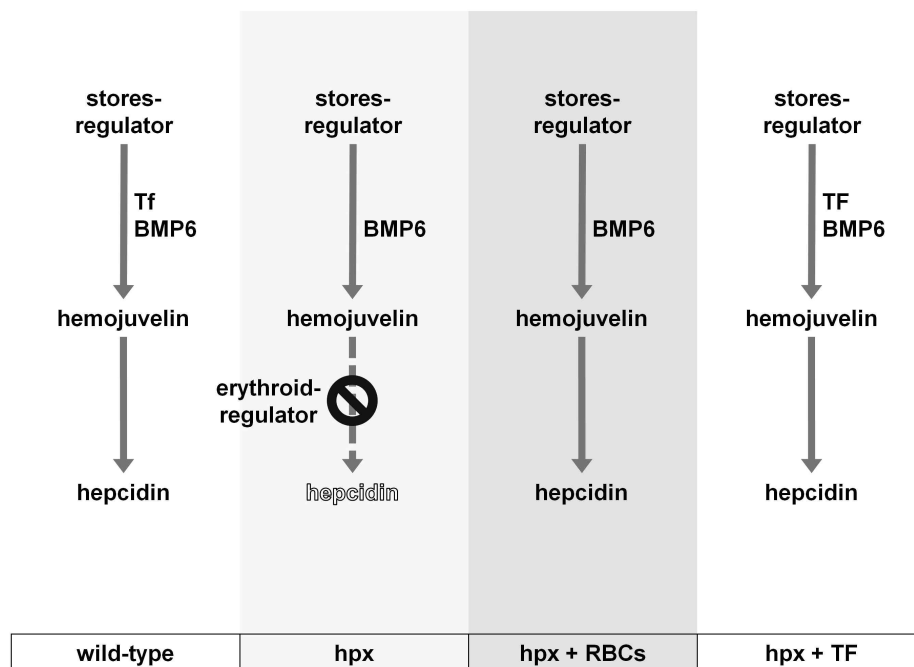 stores-
regulator
Tf
BMP6
hemojuvelin
hepcidin
stores-
regulator
BMP6
hemojuvelin
erythroid-
regulator
hepcidin
stores-
regulator
BMP6
hemojuvelin
hepcidin
stores-
regulator
TF
BMP6
hemojuvelin
hepcidin
wild-type
hpx
hpx + RBCs
hpx + TF